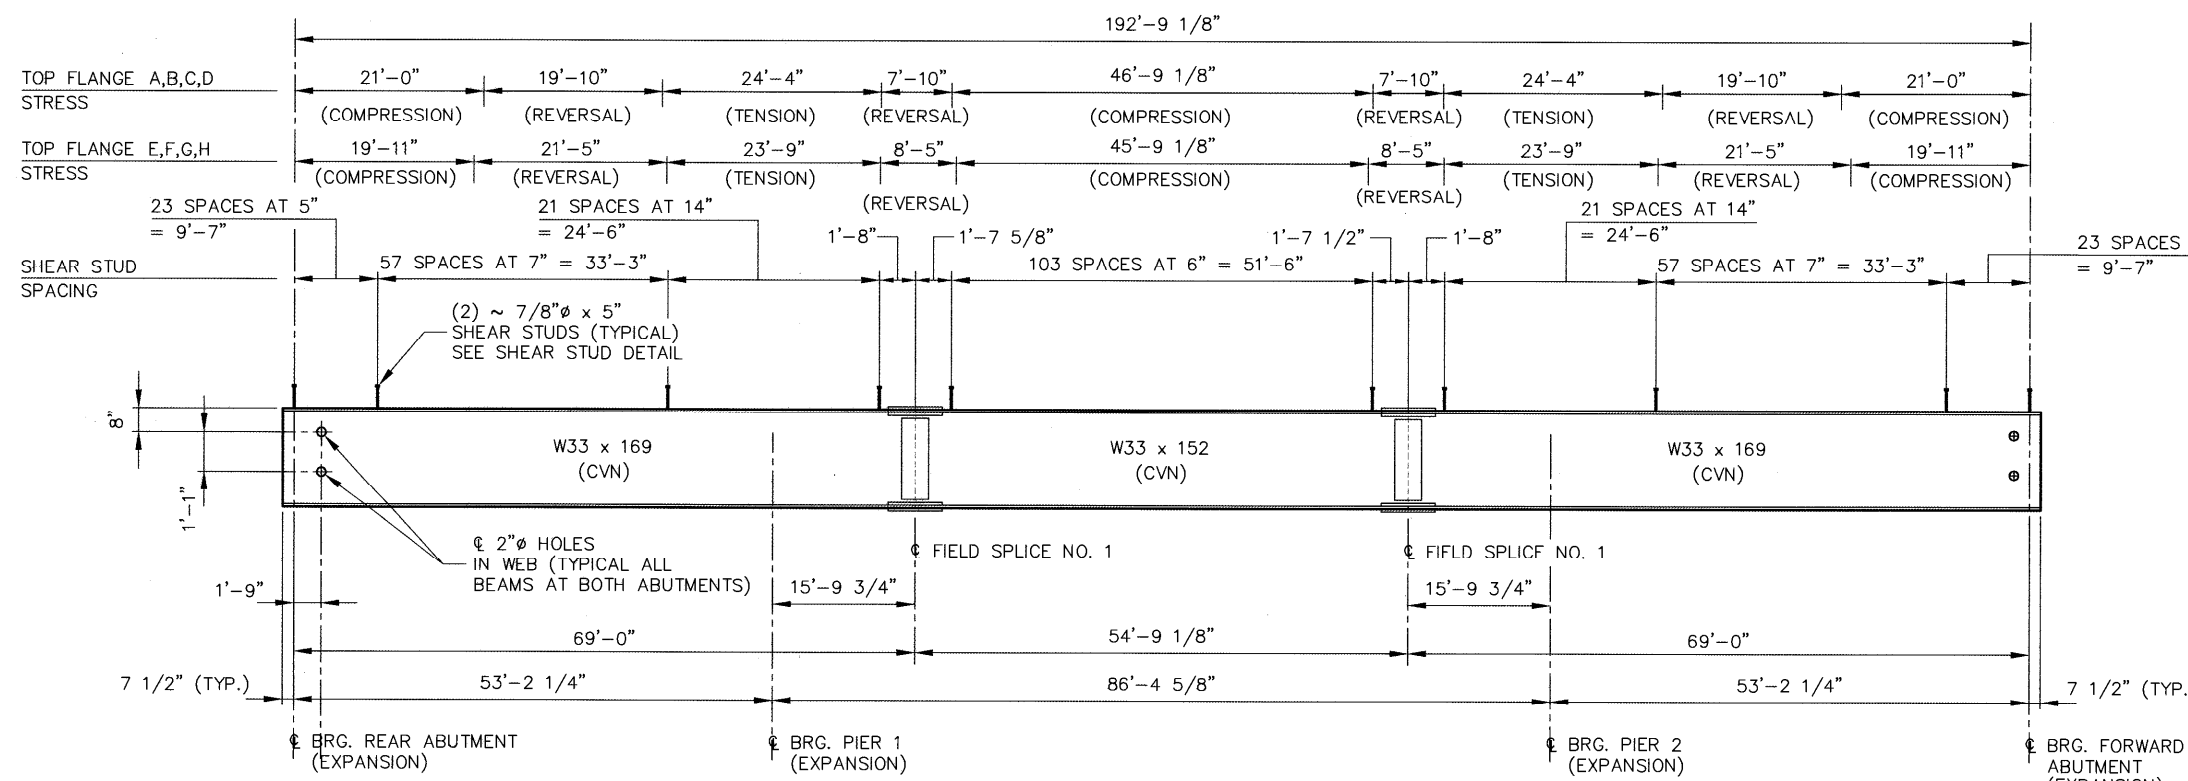 192'-9 1/8"
TOP FLANGE A,B,C,D
STRESS
21'-0" 19'-10" 24'-4" 7'-10" 46'-9 1/8" 7'-10" 24'-4" 19'-10" 21'-0"
(COMPRESSION) (REVERSAL) (TENSION) (REVERSAL) (COMPRESSION) (REVERSAL) (TENSION) (REVERSAL) (COMPRESSION)
TOP FLANGE E,F,G,H
STRESS
19'-11" 21'-5" 23'-9" 8'-5" 45'-9 1/8" 8'-5" 23'-9" 21'-5" 19'-11"
(COMPRESSION) (REVERSAL) (TENSION) (REVERSAL) (COMPRESSION) (REVERSAL) (TENSION) (REVERSAL) (COMPRESSION)
23 SPACES AT 5"
= 9'-7"
21 SPACES AT 14"
= 24'-6"
1'-8" 1'-7 5/8" 1'-7 1/2" 1'-8"
21 SPACES AT 14"
= 24'-6"
23 SPACES
= 9'-7"
SHEAR STUD
SPACING
57 SPACES AT 7" = 33'-3" 103 SPACES AT 6" = 51'-6" 57 SPACES AT 7" = 33'-3"
(2) ~ 7/8"ø x 5"
SHEAR STUDS (TYPICAL)
SEE SHEAR STUD DETAIL
8"
1'-1"
W33 x 169
(CVN)
W33 x 152
(CVN)
W33 x 169
(CVN)
℄ 2"ø HOLES
IN WEB (TYPICAL ALL
BEAMS AT BOTH ABUTMENTS)
℄ FIELD SPLICE NO. 1
℄ FIELD SPLICE NO. 1
1'-9" 15'-9 3/4" 15'-9 3/4"
69'-0" 54'-9 1/8" 69'-0"
7 1/2" (TYP.) 53'-2 1/4" 86'-4 5/8" 53'-2 1/4" 7 1/2" (TYP.
℄ BRG. REAR ABUTMENT
(EXPANSION)
℄ BRG. PIER 1
(EXPANSION)
℄ BRG. PIER 2
(EXPANSION)
℄ BRG. FORWARD
ABUTMENT
(EXPANSION)